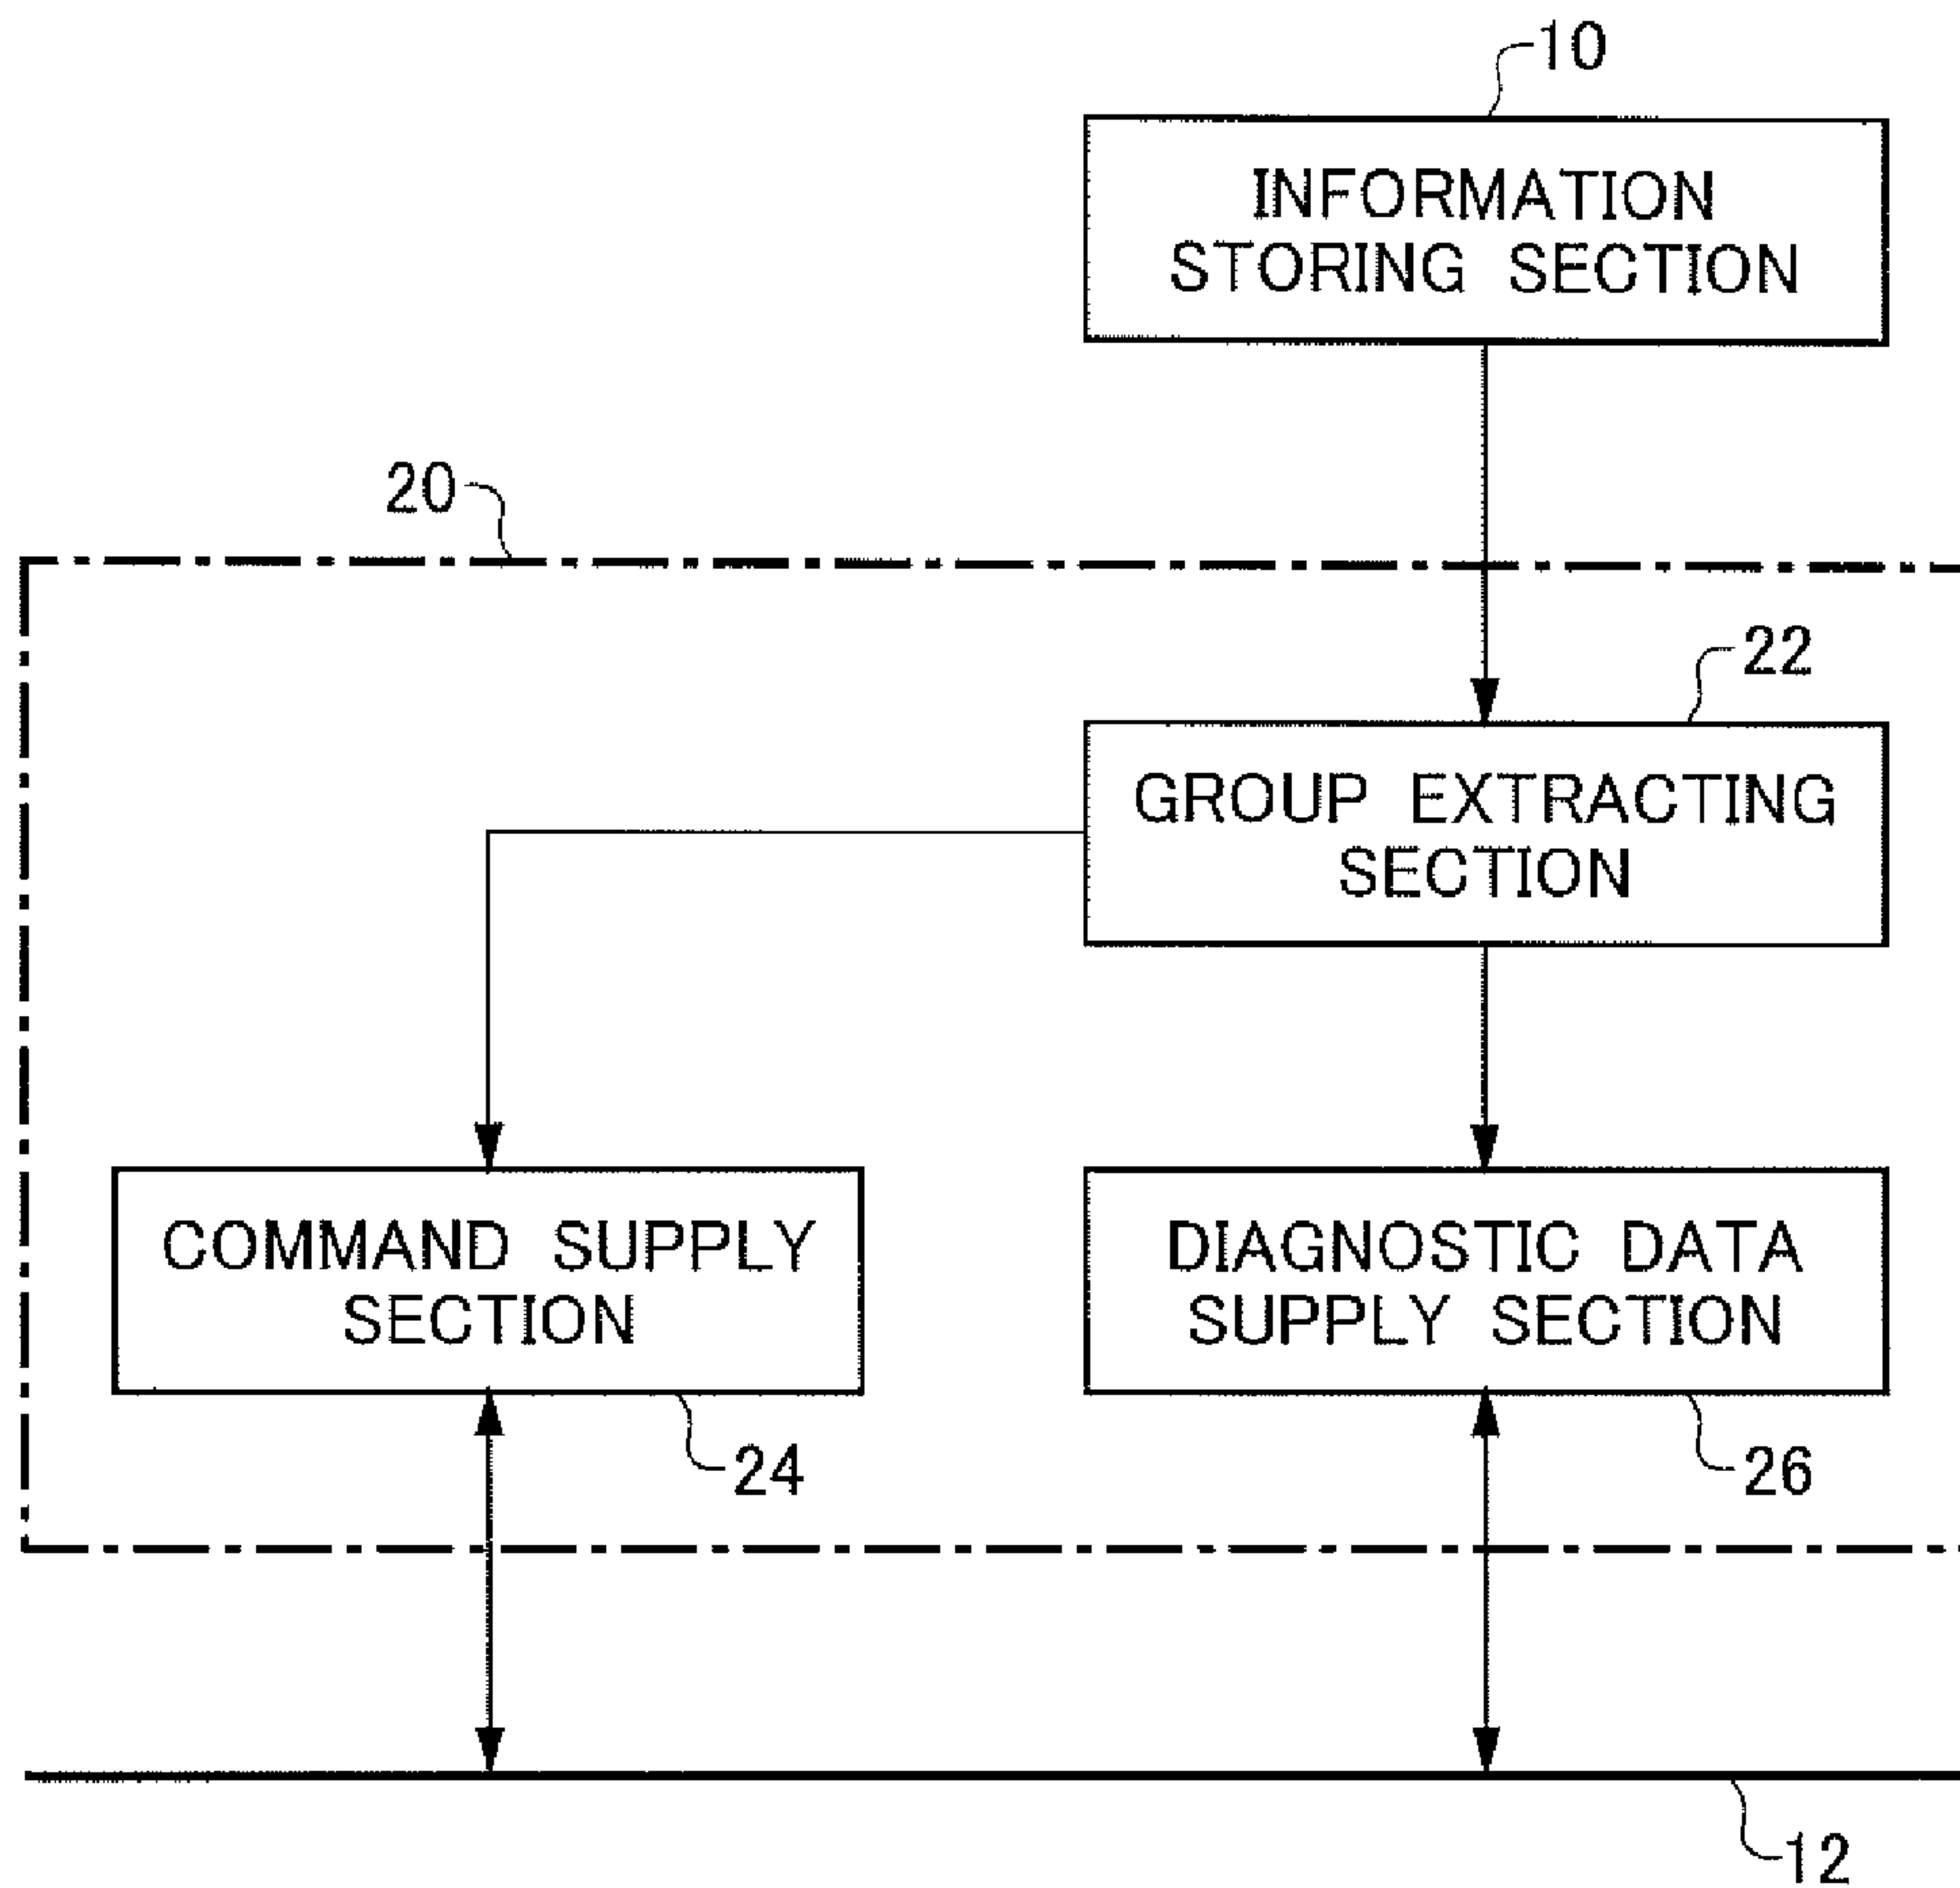 10
INFORMATION
STORING SECTION
20
22
GROUP EXTRACTING
SECTION
COMMAND SUPPLY
SECTION
DIAGNOSTIC DATA
SUPPLY SECTION
24
26
12